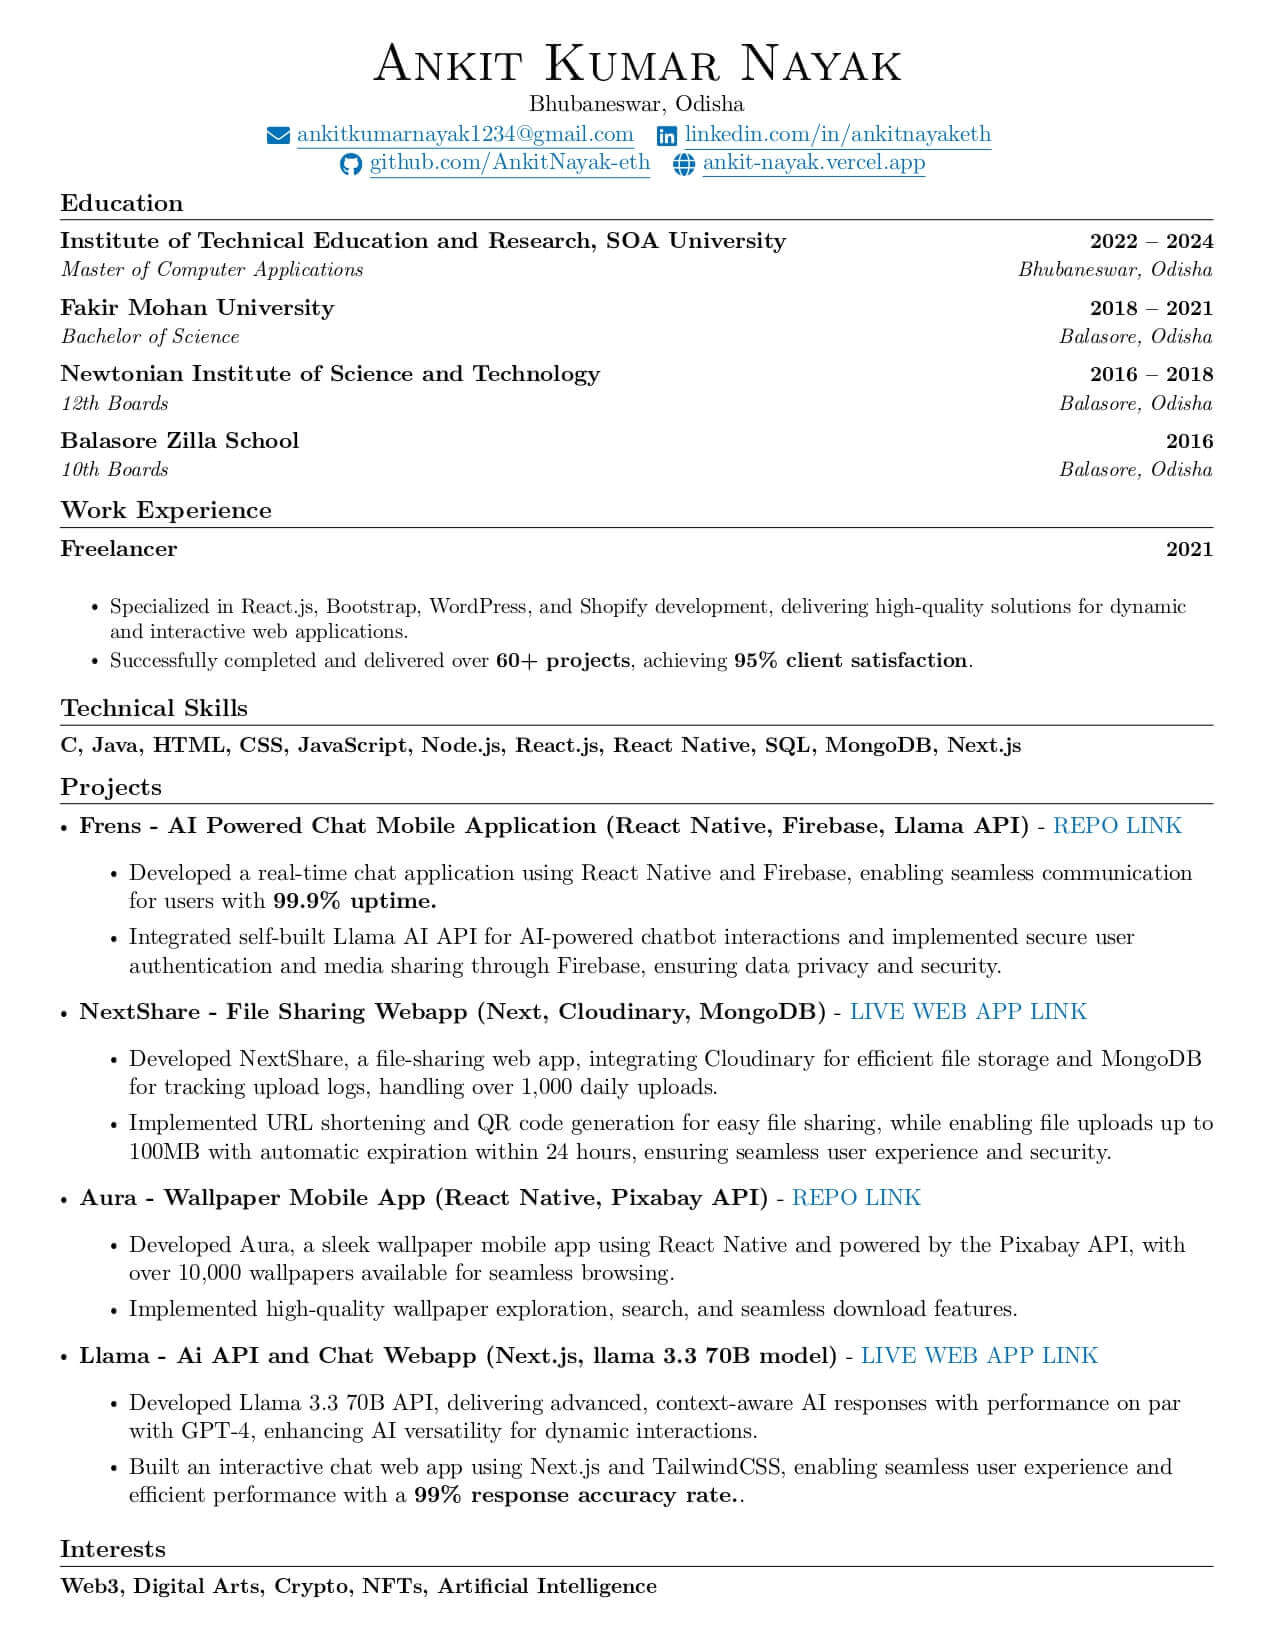 Ankit Kumar Nayak
Bhubaneswar, Odisha
ankitkumarnayak1234@gmail.com linkedin.com/in/ankitnayaketh
github.com/AnkitNayak-eth ankit-nayak.vercel.app
Education
Institute of Technical Education and Research, SOA University 2022 – 2024
Master of Computer Applications Bhubaneswar, Odisha
Fakir Mohan University 2018 – 2021
Bachelor of Science Balasore, Odisha
Newtonian Institute of Science and Technology 2016 – 2018
12th Boards Balasore, Odisha
Balasore Zilla School 2016
10th Boards Balasore, Odisha
Work Experience
Freelancer 2021
• Specialized in React.js, Bootstrap, WordPress, and Shopify development, delivering high-quality solutions for dynamic
and interactive web applications.
• Successfully completed and delivered over 60+ projects, achieving 95% client satisfaction.
Technical Skills
C, Java, HTML, CSS, JavaScript, Node.js, React.js, React Native, SQL, MongoDB, Next.js
Projects
• Frens - AI Powered Chat Mobile Application (React Native, Firebase, Llama API) - REPO LINK
• Developed a real-time chat application using React Native and Firebase, enabling seamless communication
for users with 99.9% uptime.
• Integrated self-built Llama AI API for AI-powered chatbot interactions and implemented secure user
authentication and media sharing through Firebase, ensuring data privacy and security.
• NextShare - File Sharing Webapp (Next, Cloudinary, MongoDB) - LIVE WEB APP LINK
• Developed NextShare, a file-sharing web app, integrating Cloudinary for efficient file storage and MongoDB
for tracking upload logs, handling over 1,000 daily uploads.
• Implemented URL shortening and QR code generation for easy file sharing, while enabling file uploads up to
100MB with automatic expiration within 24 hours, ensuring seamless user experience and security.
• Aura - Wallpaper Mobile App (React Native, Pixabay API) - REPO LINK
• Developed Aura, a sleek wallpaper mobile app using React Native and powered by the Pixabay API, with
over 10,000 wallpapers available for seamless browsing.
• Implemented high-quality wallpaper exploration, search, and seamless download features.
• Llama - Ai API and Chat Webapp (Next.js, llama 3.3 70B model) - LIVE WEB APP LINK
• Developed Llama 3.3 70B API, delivering advanced, context-aware AI responses with performance on par
with GPT-4, enhancing AI versatility for dynamic interactions.
• Built an interactive chat web app using Next.js and TailwindCSS, enabling seamless user experience and
efficient performance with a 99% response accuracy rate..
Interests
Web3, Digital Arts, Crypto, NFTs, Artificial Intelligence